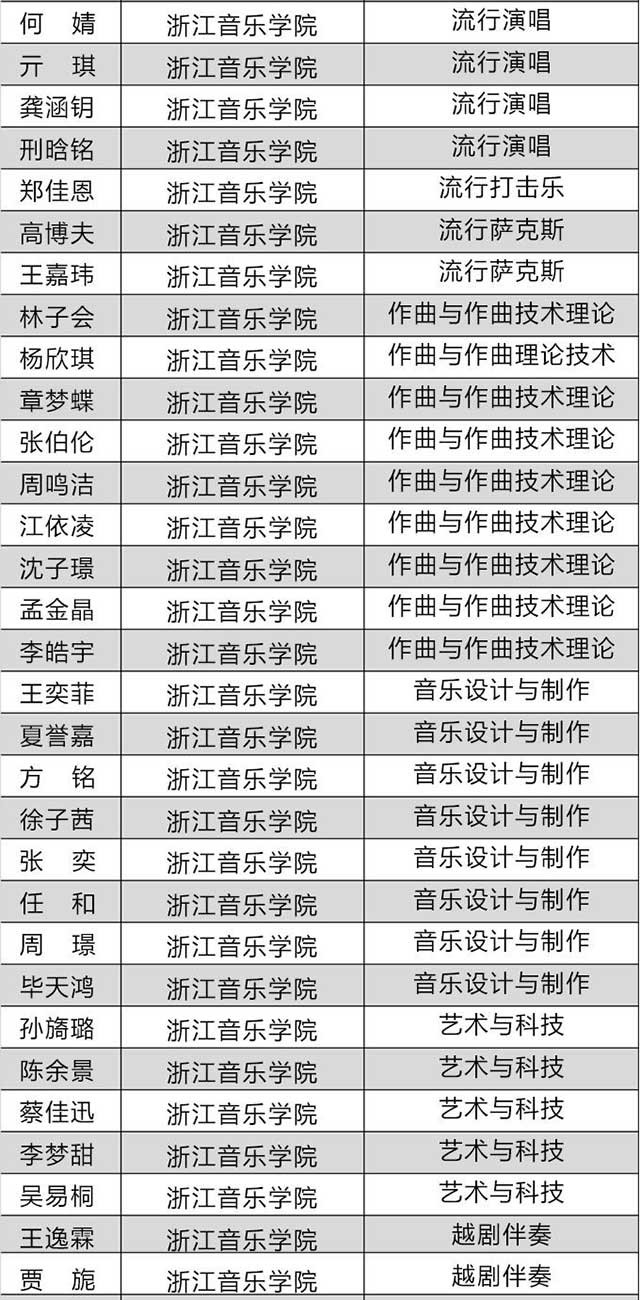 何 婧 浙江音乐学院 流行演唱
亓 琪 浙江音乐学院 流行演唱
龚涵钥 浙江音乐学院 流行演唱
刑晗铭 浙江音乐学院 流行演唱
郑佳恩 浙江音乐学院 流行打击乐
高博夫 浙江音乐学院 流行萨克斯
王嘉玮 浙江音乐学院 流行萨克斯
林子会 浙江音乐学院 作曲与作曲技术理论
杨欣琪 浙江音乐学院 作曲与作曲理论技术
章梦蝶 浙江音乐学院 作曲与作曲技术理论
张伯伦 浙江音乐学院 作曲与作曲技术理论
周鸣洁 浙江音乐学院 作曲与作曲技术理论
江依凌 浙江音乐学院 作曲与作曲技术理论
沈子璟 浙江音乐学院 作曲与作曲技术理论
孟金晶 浙江音乐学院 作曲与作曲技术理论
李皓宇 浙江音乐学院 作曲与作曲技术理论
王奕菲 浙江音乐学院 音乐设计与制作
夏誉嘉 浙江音乐学院 音乐设计与制作
方 铭 浙江音乐学院 音乐设计与制作
徐子茜 浙江音乐学院 音乐设计与制作
张 奕 浙江音乐学院 音乐设计与制作
任 和 浙江音乐学院 音乐设计与制作
周 璟 浙江音乐学院 音乐设计与制作
毕天鸿 浙江音乐学院 音乐设计与制作
孙旖璐 浙江音乐学院 艺术与科技
陈余景 浙江音乐学院 艺术与科技
蔡佳迅 浙江音乐学院 艺术与科技
李梦甜 浙江音乐学院 艺术与科技
吴易桐 浙江音乐学院 艺术与科技
王逸霖 浙江音乐学院 越剧伴奏
贾 旎 浙江音乐学院 越剧伴奏